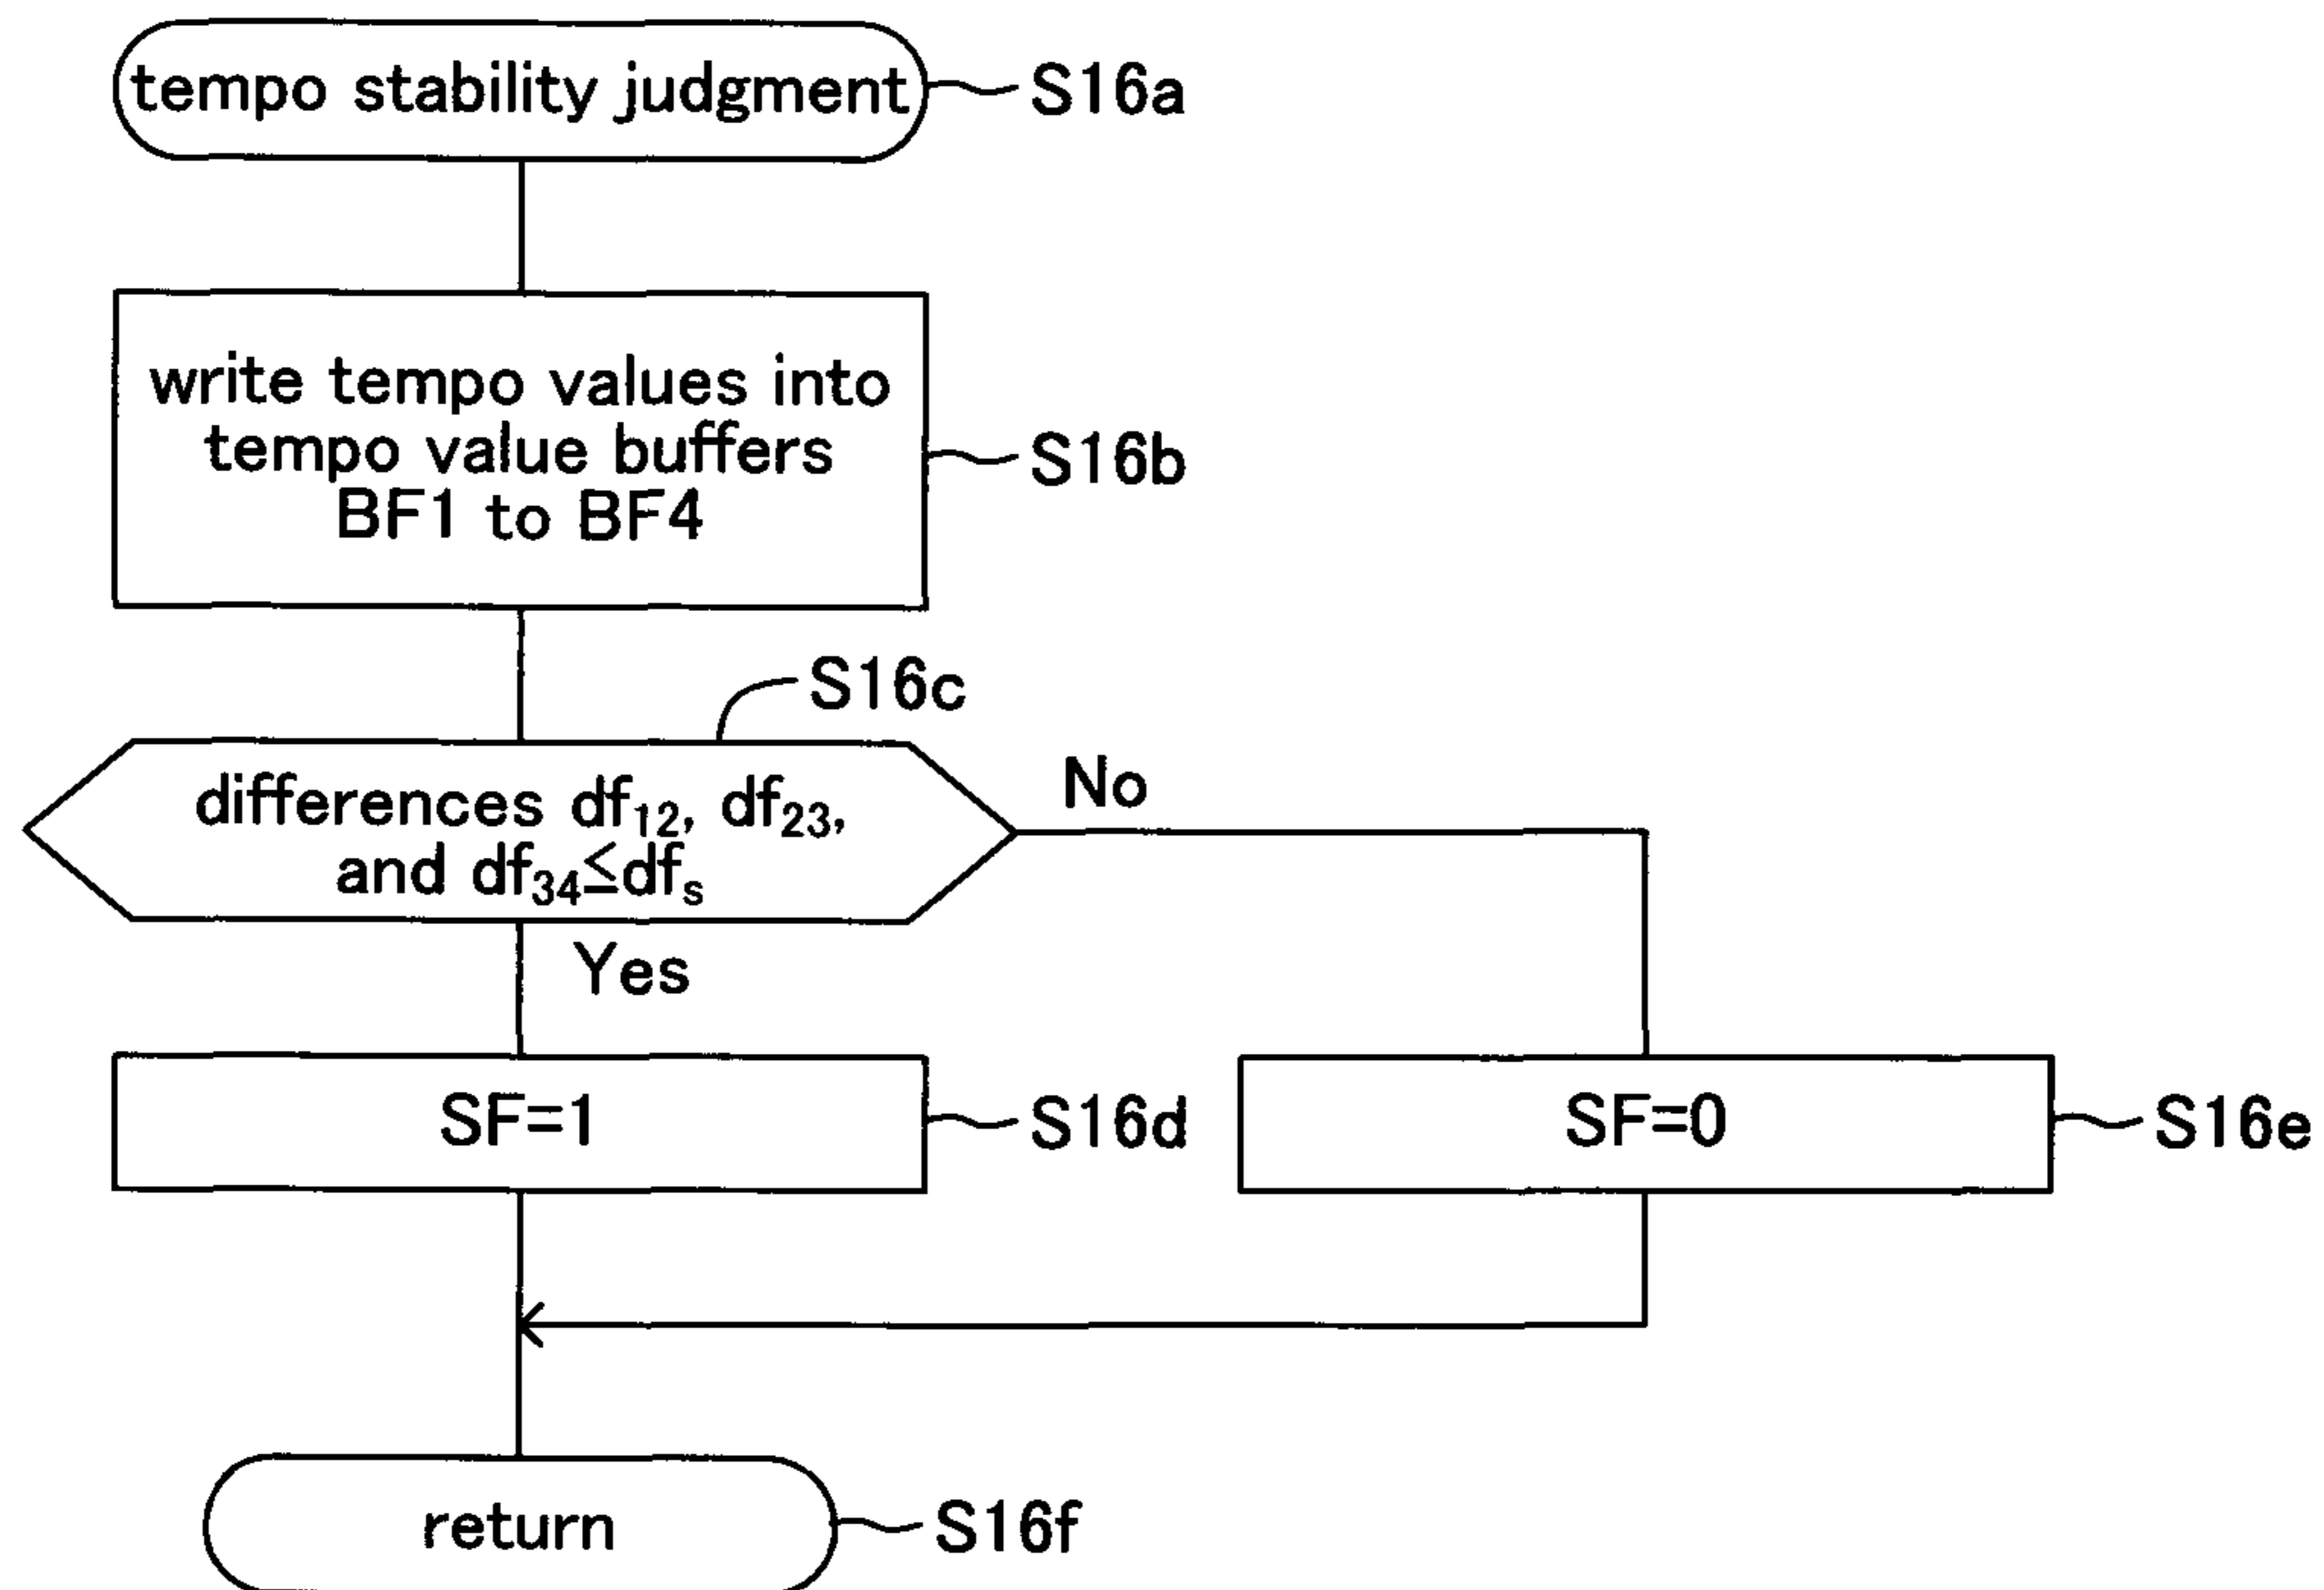 tempo stability judgment
S16a
write tempo values into
tempo value buffers
BF1 to BF4
S16b
S16c
differences df₁₂, df₂₃,
and df₃₄≤dfₛ
No
Yes
SF=1
S16d
SF=0
S16e
return
S16f